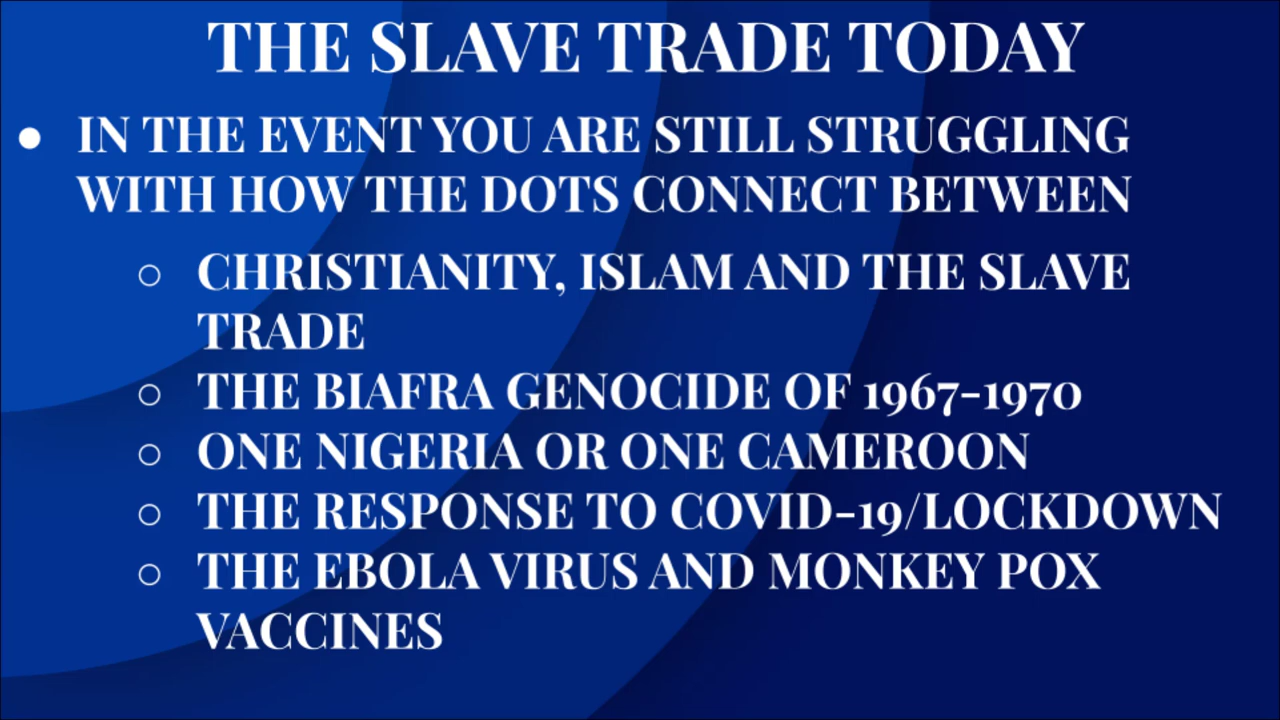 THE SLAVE TRADE TODAY
● IN THE EVENT YOU ARE STILL STRUGGLING
WITH HOW THE DOTS CONNECT BETWEEN
○ CHRISTIANITY, ISLAM AND THE SLAVE
TRADE
○ THE BIAFRA GENOCIDE OF 1967-1970
○ ONE NIGERIA OR ONE CAMEROON
○ THE RESPONSE TO COVID-19/LOCKDOWN
○ THE EBOLA VIRUS AND MONKEY POX
VACCINES